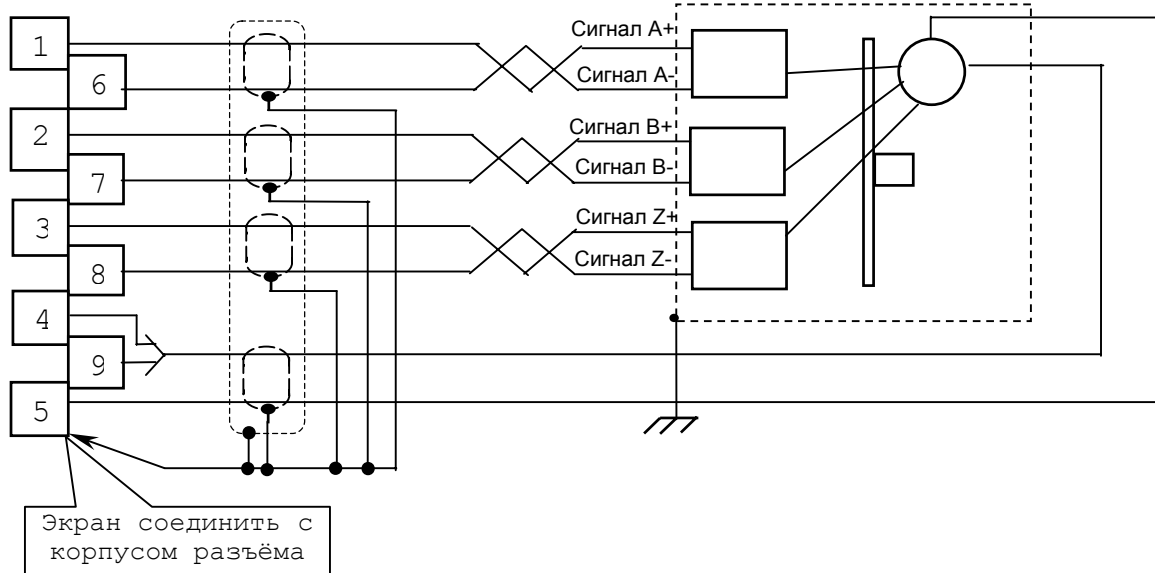 1
Сигнал A+
6
Сигнал A-
2
Сигнал B+
7
Сигнал B-
3
Сигнал Z+
8
Сигнал Z-
4
9
5
Экран соединить с
корпусом разъёма